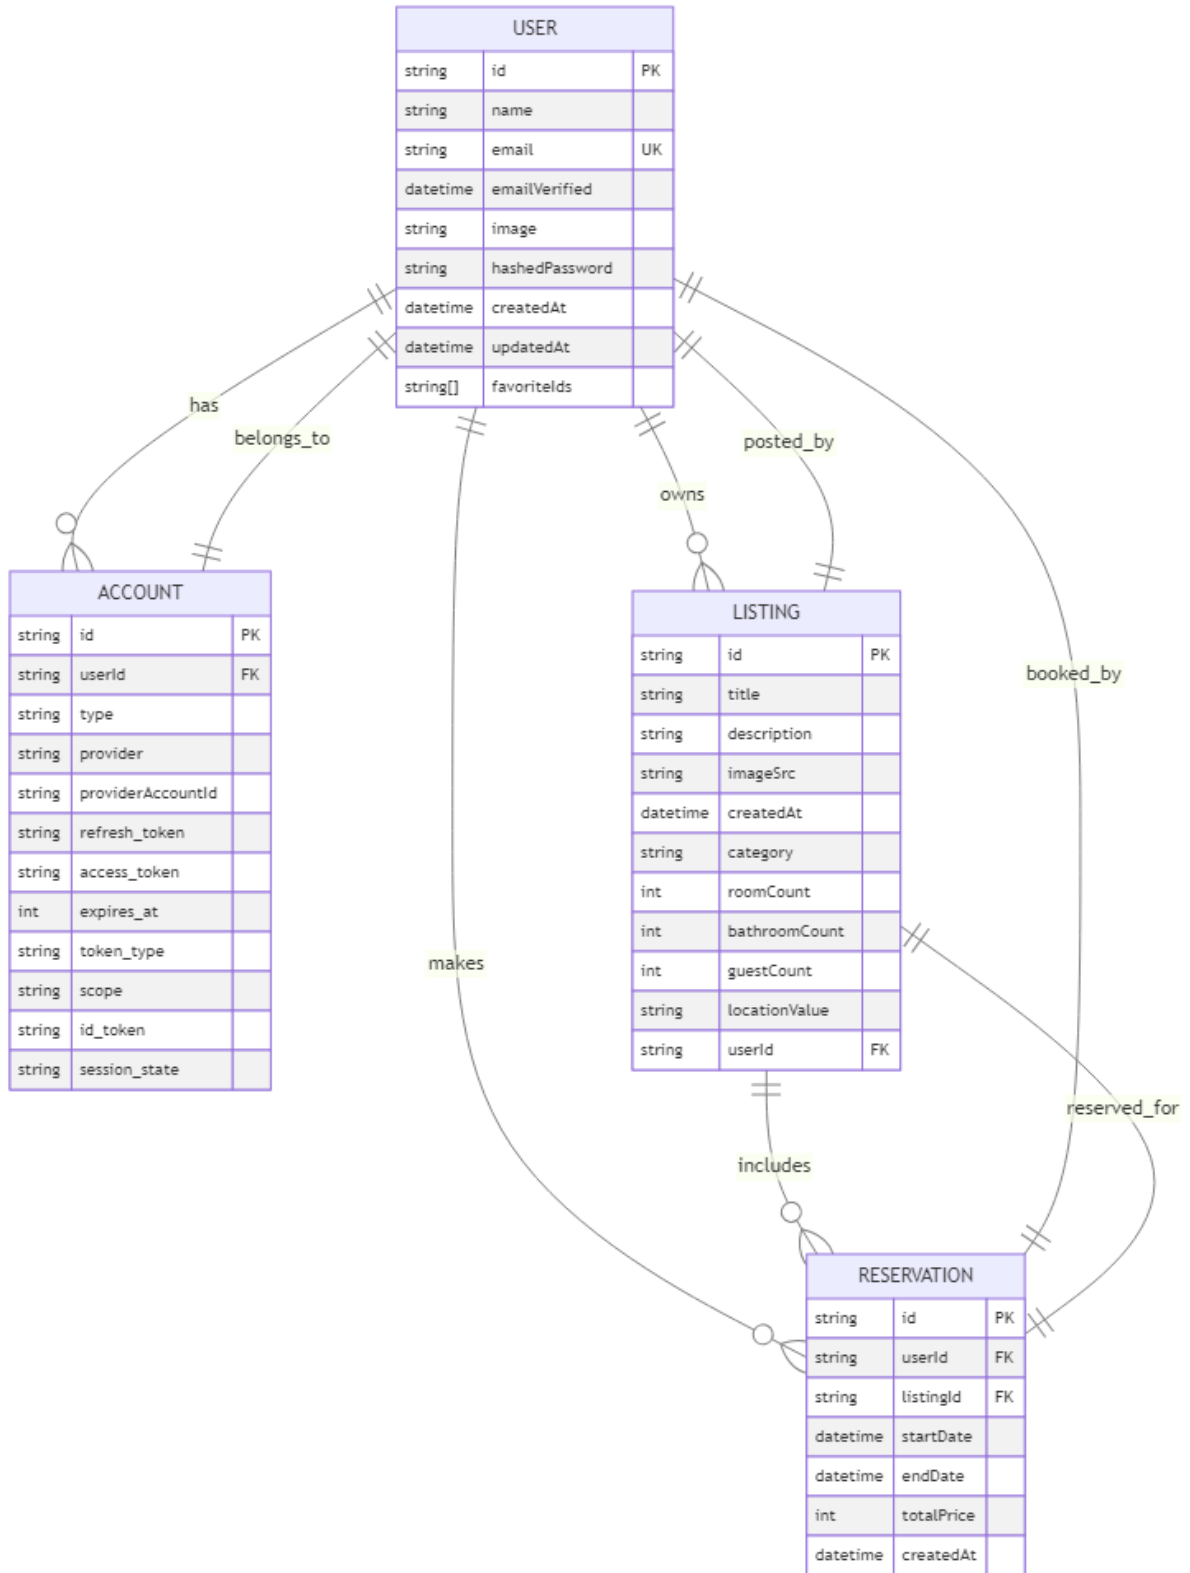 USER
string id PK
string name
string email UK
datetime emailVerified
string image
string hashedPassword
datetime createdAt
datetime updatedAt
string[] favoriteIds
has
belongs_to
posted_by
owns
ACCOUNT
string id PK
string userId FK
string type
string provider
string providerAccountId
string refresh_token
string access_token
int expires_at
string token_type
string scope
string id_token
string session_state
LISTING
string id PK
string title
string description
string imageSrc
datetime createdAt
string category
int roomCount
int bathroomCount
int guestCount
string locationValue
string userId FK
booked_by
makes
reserved_for
includes
RESERVATION
string id PK
string userId FK
string listingId FK
datetime startDate
datetime endDate
int totalPrice
datetime createdAt